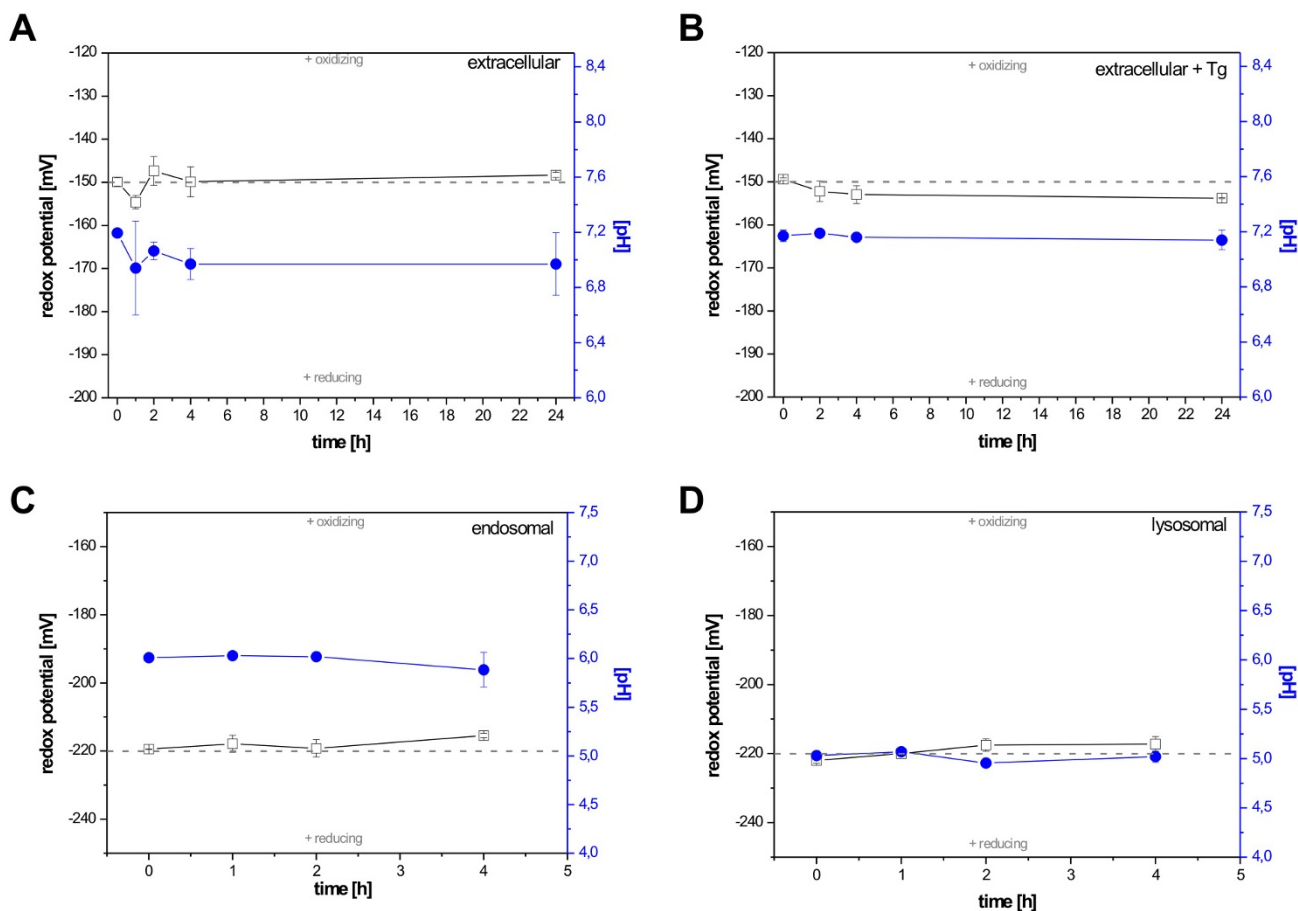 A
-120
-130
-140
-150
-160
-170
-180
-190
-200
redox potential [mV]
+ oxidizing
extracellular
+ reducing
8,4
8,0
7,6
7,2
6,8
6,4
6,0
[pH]
0 2 4 6 8 10 12 14 16 18 20 22 24
time [h]
B
-120
-130
-140
-150
-160
-170
-180
-190
-200
redox potential [mV]
+ oxidizing
extracellular + Tg
+ reducing
8,4
8,0
7,6
7,2
6,8
6,4
6,0
[pH]
0 2 4 6 8 10 12 14 16 18 20 22 24
time [h]
C
-160
-180
-200
-220
-240
redox potential [mV]
+ oxidizing
endosomal
+ reducing
7,5
7,0
6,5
6,0
5,5
5,0
4,5
4,0
[pH]
0 1 2 3 4 5
time [h]
D
-160
-180
-200
-220
-240
redox potential [mV]
+ oxidizing
lysosomal
+ reducing
7,5
7,0
6,5
6,0
5,5
5,0
4,5
4,0
[pH]
0 1 2 3 4 5
time [h]